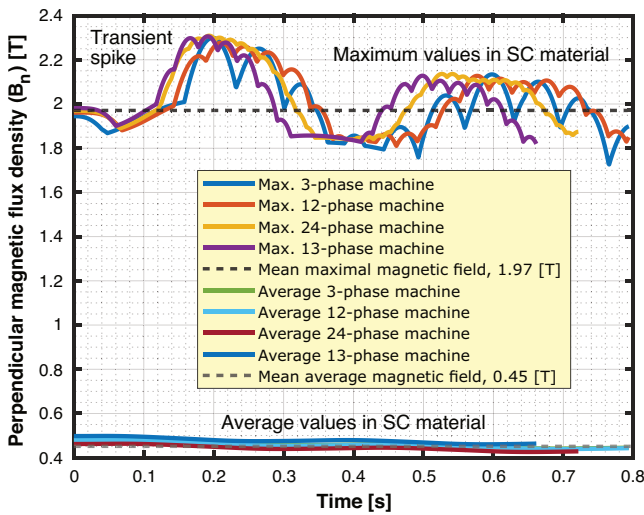 Perpendicular magnetic flux density (Bn) [T]
2.4
2.2
2
1.8
1.6
1.4
1.2
1
0.8
0.6
0.4
Transient
spike
Maximum values in SC material
Max. 3-phase machine
Max. 12-phase machine
Max. 24-phase machine
Max. 13-phase machine
Mean maximal magnetic field, 1.97 [T]
Average 3-phase machine
Average 12-phase machine
Average 24-phase machine
Average 13-phase machine
Mean average magnetic field, 0.45 [T]
Average values in SC material
0 0.1 0.2 0.3 0.4 0.5 0.6 0.7 0.8
Time [s]